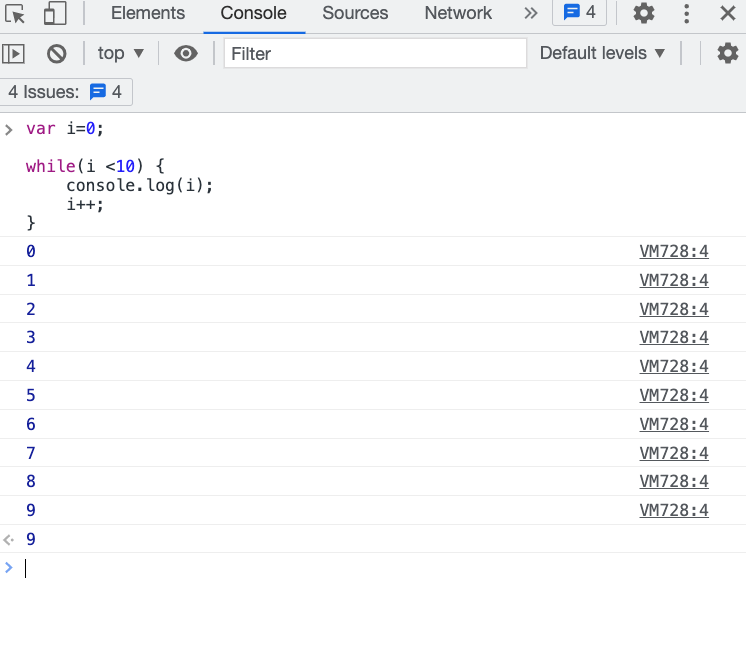 Elements Console Sources Network » 4
top ▼ Filter Default levels ▼
4 Issues: 4
> var i=0;
while(i <10) {
    console.log(i);
    i++;
}
0 VM728:4
1 VM728:4
2 VM728:4
3 VM728:4
4 VM728:4
5 VM728:4
6 VM728:4
7 VM728:4
8 VM728:4
9 VM728:4
9
>